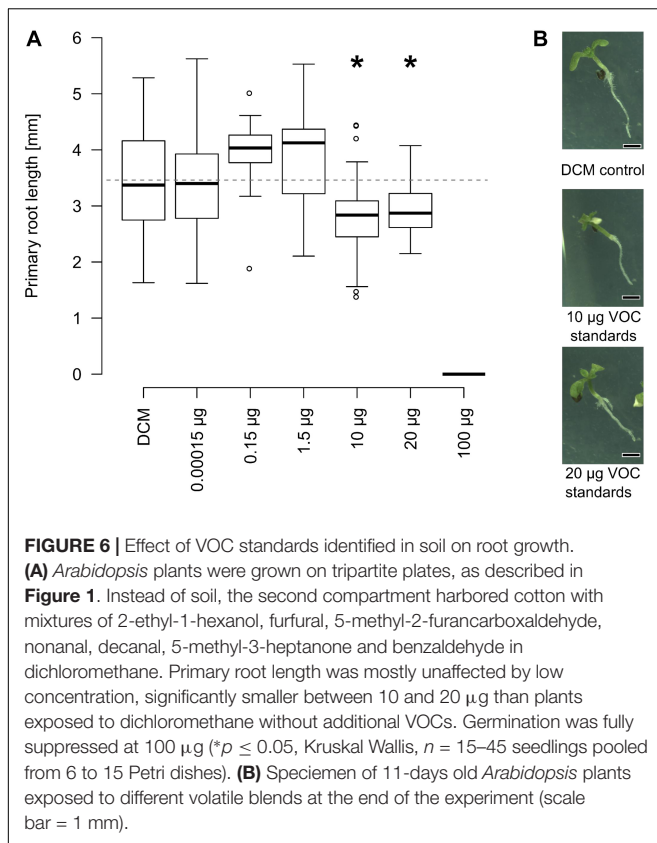 A
B
Primary root length [mm]
6
5
4
3
2
1
0
* *
DCM
0.00015 µg
0.15 µg
1.5 µg
10 µg
20 µg
100 µg
DCM control
10 µg VOC
standards
20 µg VOC
standards
FIGURE 6 | Effect of VOC standards identified in soil on root growth.
(A) Arabidopsis plants were grown on tripartite plates, as described in
Figure 1. Instead of soil, the second compartment harbored cotton with
mixtures of 2-ethyl-1-hexanol, furfural, 5-methyl-2-furancarboxaldehyde,
nonanal, decanal, 5-methyl-3-heptanone and benzaldehyde in
dichloromethane. Primary root length was mostly unaffected by low
concentration, significantly smaller between 10 and 20 µg than plants
exposed to dichloromethane without additional VOCs. Germination was fully
suppressed at 100 µg (*p ≤ 0.05, Kruskal Wallis, n = 15–45 seedlings pooled
from 6 to 15 Petri dishes). (B) Speciemen of 11-days old Arabidopsis plants
exposed to different volatile blends at the end of the experiment (scale
bar = 1 mm).